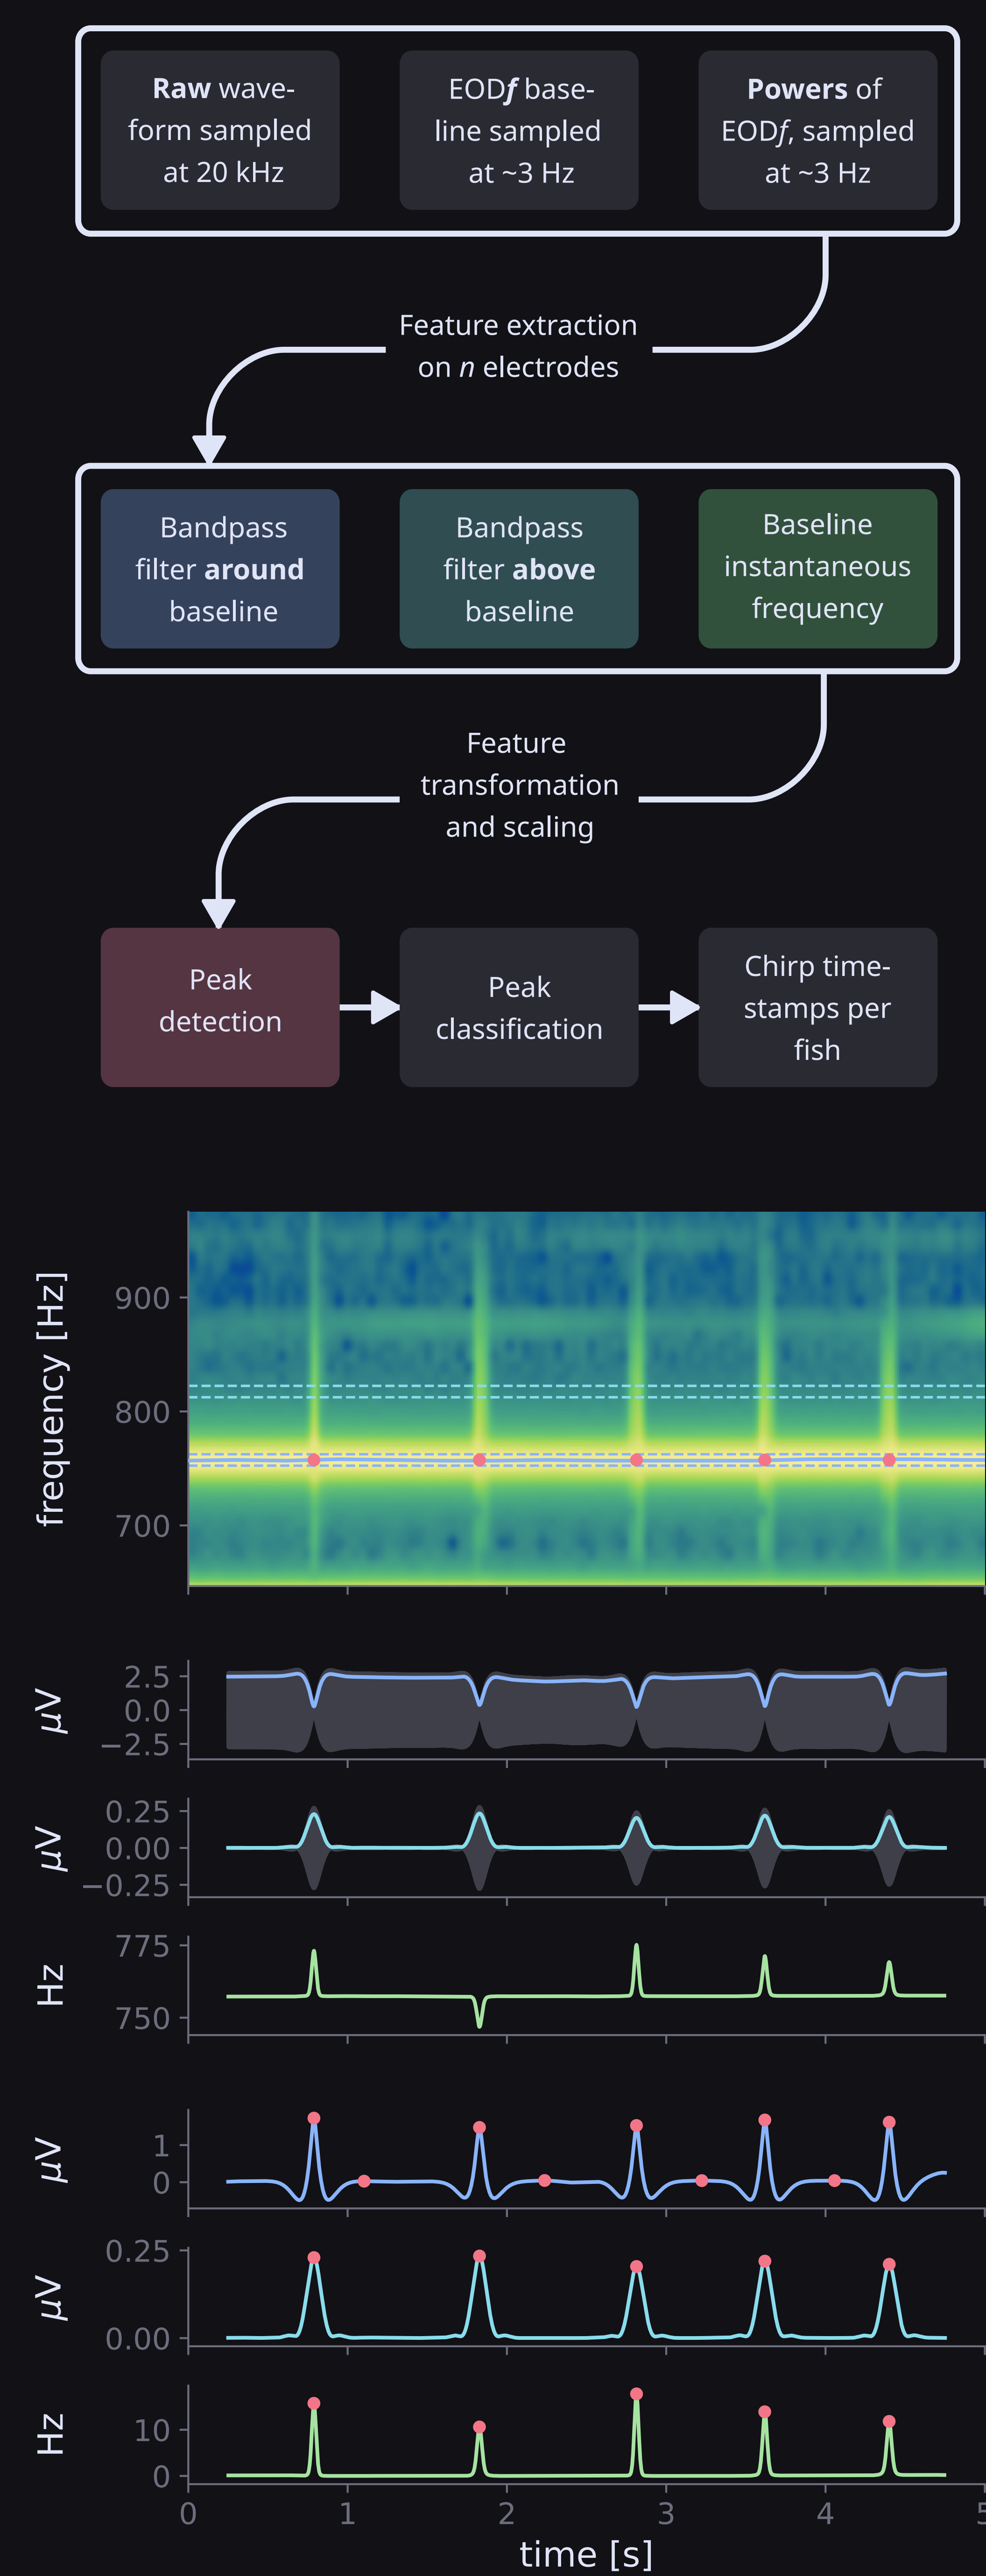 Raw wave-
form sampled
at 20 kHz
EODf base-
line sampled
at ~3 Hz
Powers of
EODf, sampled
at ~3 Hz
Feature extraction
on n electrodes
Bandpass
filter around
baseline
Bandpass
filter above
baseline
Baseline
instantaneous
frequency
Feature
transformation
and scaling
Peak
detection
Peak
classification
Chirp time-
stamps per
fish
frequency [Hz]
900
800
700
µV
2.5
0.0
−2.5
µV
0.25
0.00
−0.25
Hz
775
750
µV
1
0
µV
0.25
0.00
Hz
10
0
0 1 2 3 4 5
time [s]